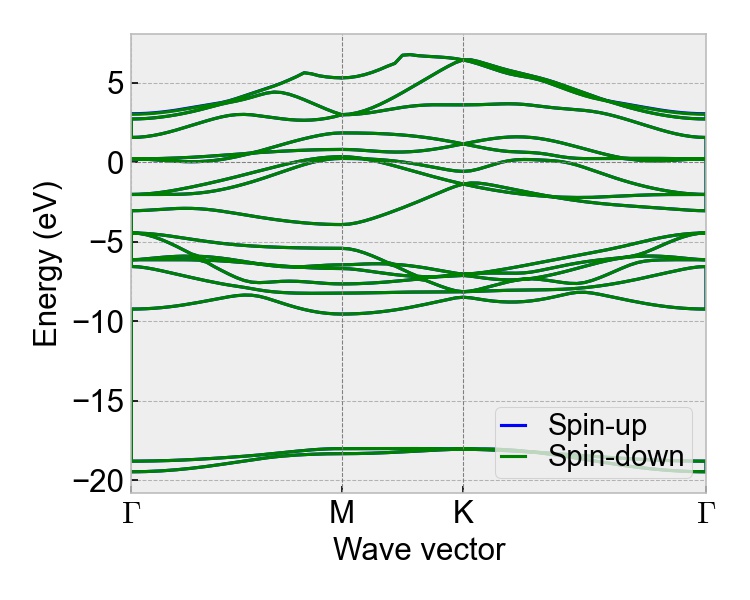 Energy (eV)
5
0
−5
−10
−15
−20
Spin-up
Spin-down
Γ M K Γ
Wave vector